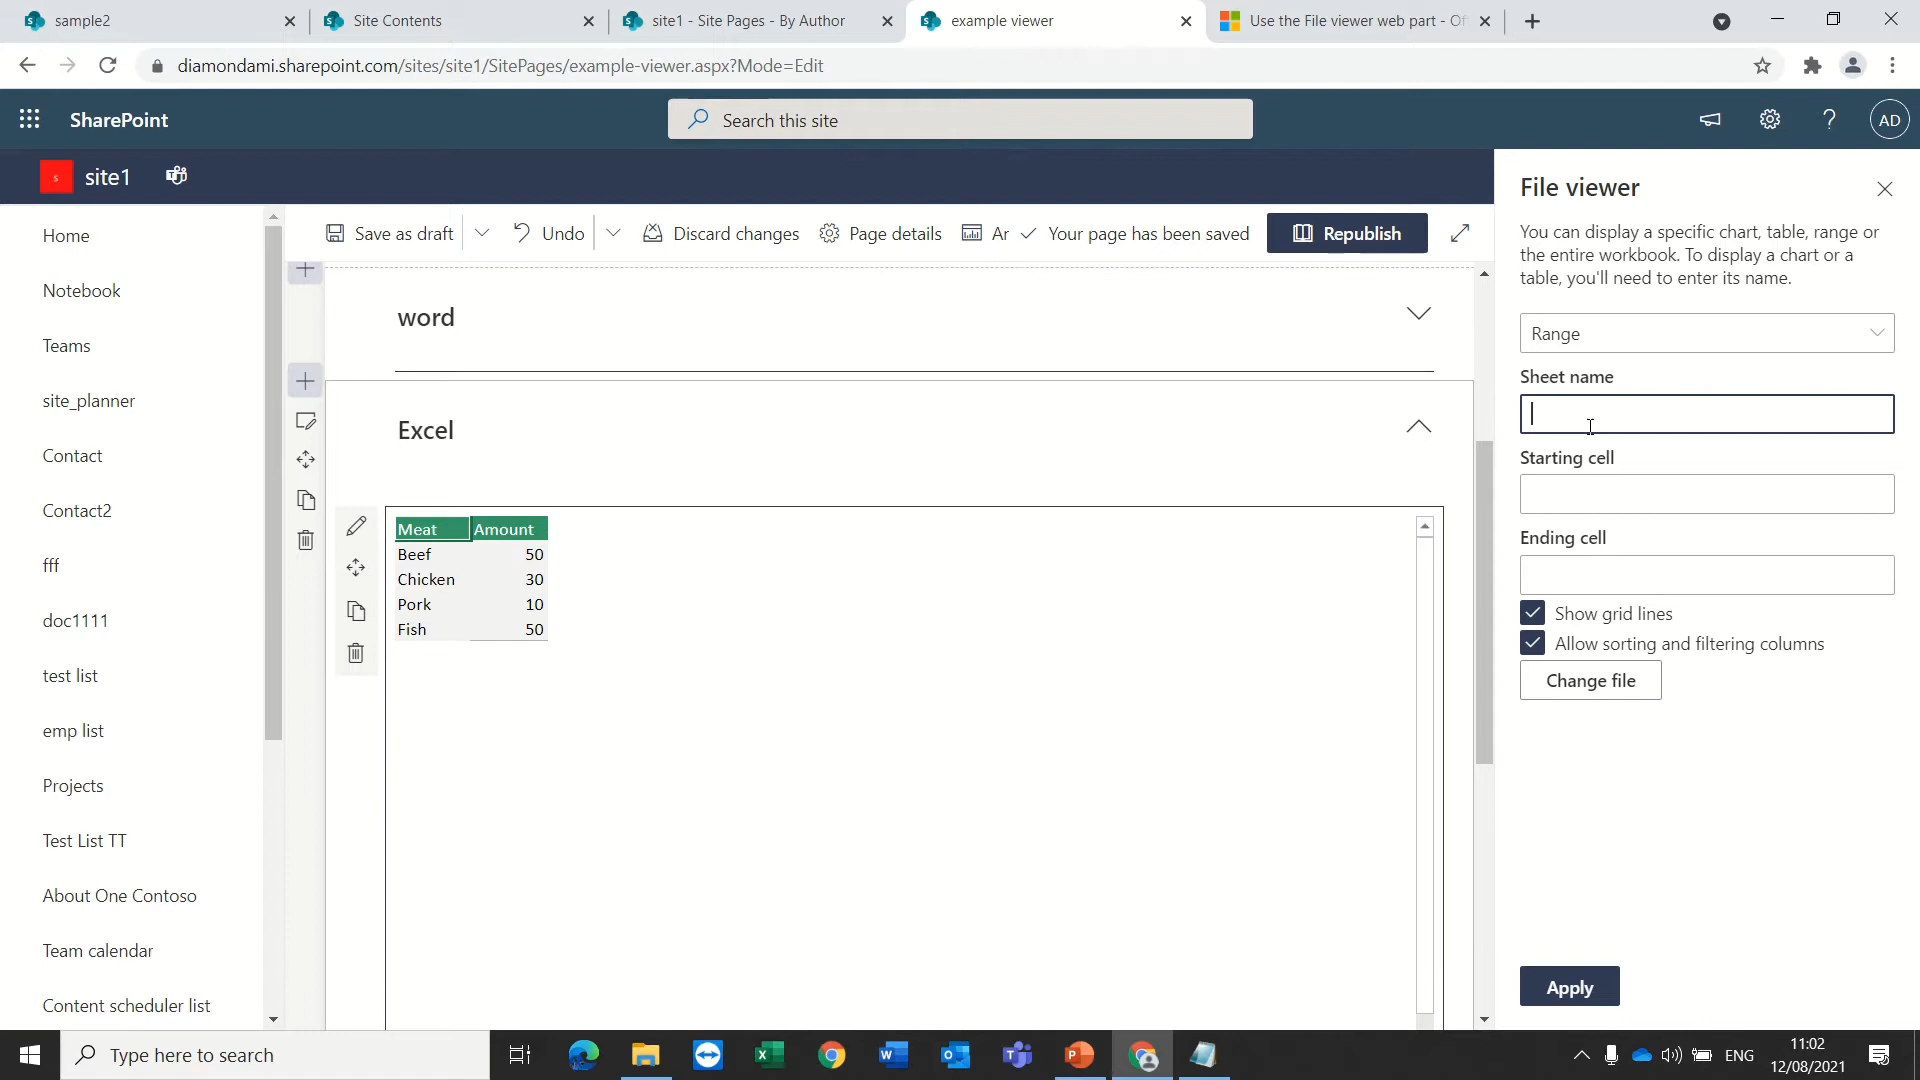 sample2
Site Contents
site1 - Site Pages - By Author
example viewer
Use the File viewer web part - Of
diamondami.sharepoint.com/sites/site1/SitePages/example-viewer.aspx?Mode=Edit
SharePoint
Search this site
AD
s
site1
Home
Notebook
Teams
site_planner
Contact
Contact2
fff
doc1111
test list
emp list
Projects
Test List TT
About One Contoso
Team calendar
Content scheduler list
Save as draft
Undo
Discard changes
Page details
Ar
Your page has been saved
Republish
word
Excel
Meat Amount
Beef 50
Chicken 30
Pork 10
Fish 50
File viewer
You can display a specific chart, table, range or
the entire workbook. To display a chart or a
table, you'll need to enter its name.
Range
Sheet name
Starting cell
Ending cell
Show grid lines
Allow sorting and filtering columns
Change file
Apply
Type here to search
ENG
11:02
12/08/2021